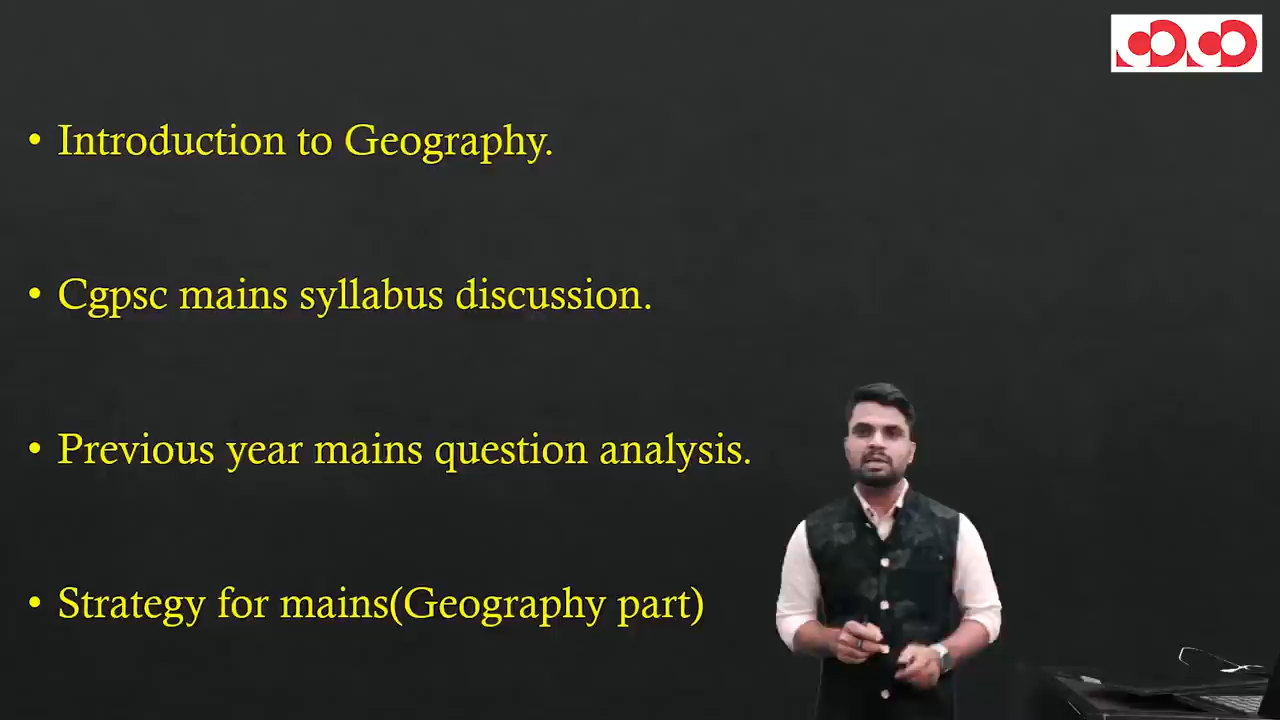 • Introduction to Geography.
• Cgpsc mains syllabus discussion.
• Previous year mains question analysis.
• Strategy for mains(Geography part)